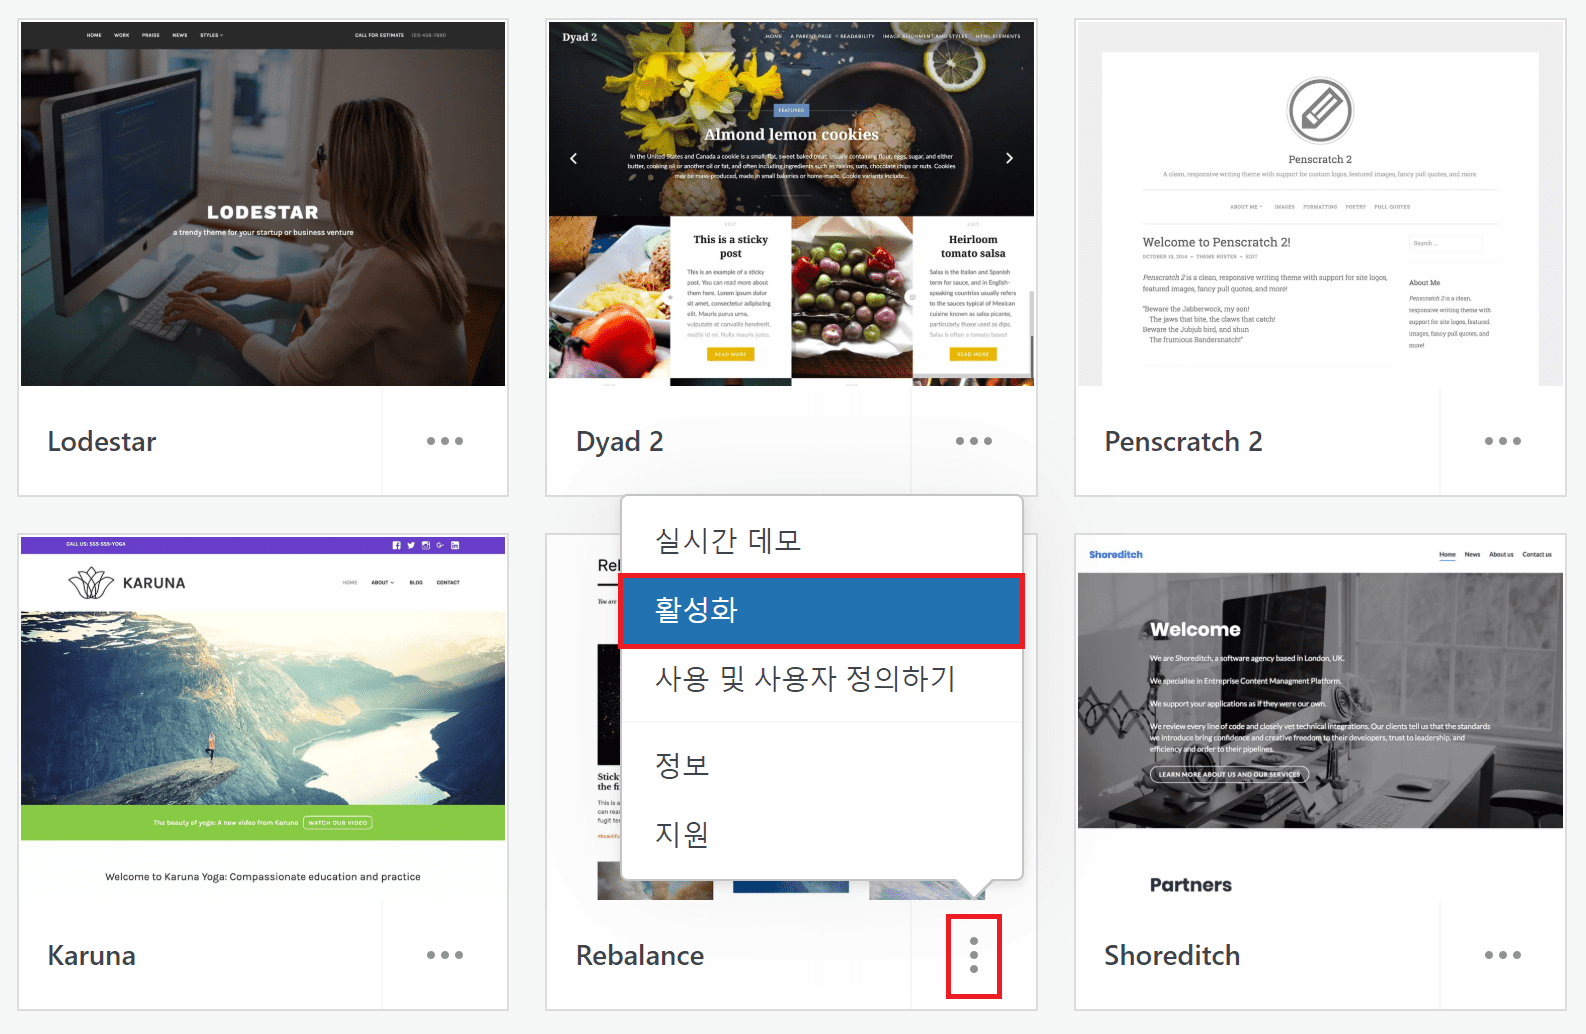 HOME WORK PRAISE NEWS STYLES CALL FOR ESTIMATE 123-456-7890
LODESTAR
a trendy theme for your startup or business venture
Lodestar
Dyad 2
HOME A PARENT PAGE READABILITY IMAGE ALIGNMENT AND STYLES HTML ELEMENTS
FEATURED
Almond lemon cookies
In the United States and Canada a cookie is a small, flat, sweet baked treat, usually containing flour, eggs, sugar, and either
butter, cooking oil or another oil or fat, and often including ingredients such as raisins, oats, chocolate chips or nuts. Cookies
may be mass-produced, made in small bakeries or home-made. Cookie variants include...
EDIT
This is a sticky
post
This is an example of a sticky
post. You can read more about
them here. Lorem ipsum dolor
sit amet, consectetur adipiscing
elit. Mauris purus urna,
vulputate at convallis hendrerit,
mattis id mi. Nulla mauris justo,
READ MORE
EDIT
Heirloom
tomato salsa
Salsa is the Italian and Spanish
term for sauce, and in English-
speaking countries usually refers
to the sauces typical of Mexican
cuisine known as salsa picante,
particularly those used as dips.
Salsa is often a tomato based
READ MORE
Dyad 2
Penscratch 2
A clean, responsive writing theme with support for custom logos, featured images, fancy pull quotes, and more.
ABOUT ME IMAGES FORMATTING POETRY PULL QUOTES
Welcome to Penscratch 2!
OCTOBER 13, 2014 ~ THEME BUSTER ~ EDIT
Penscratch 2 is a clean, responsive writing theme with support for site logos,
featured images, fancy pull quotes, and more!
"Beware the Jabberwock, my son!
The jaws that bite, the claws that catch!
Beware the Jubjub bird, and shun
The frumious Bandersnatch!"
Search ...
About Me
Penscratch 2 is a clean,
responsive writing theme with
support for site logos, featured
images, fancy pull quotes, and
more!
Penscratch 2
CALL US: 555-555-YOGA
KARUNA
HOME ABOUT BLOG CONTACT
The beauty of yoga: A new video from Karuna WATCH OUR VIDEO
Welcome to Karuna Yoga: Compassionate education and practice
Karuna
You are
Stick
the fi
This is a
can rea
fugit te
실시간 데모
활성화
사용 및 사용자 정의하기
정보
지원
Rebalance
Shoreditch
Home News About us Contact us
Welcome
We are Shoreditch, a software agency based in London, UK.
We specialise in Entreprise Content Managment Platform.
We support your applications as if they were our own.
We review every line of code and closely vet technical integrations. Our clients tell us that the standards
we introduce bring confidence and creative freedom to their developers, trust to leadership, and
efficiency and order to their pipelines.
LEARN MORE ABOUT US AND OUR SERVICES
Partners
Shoreditch